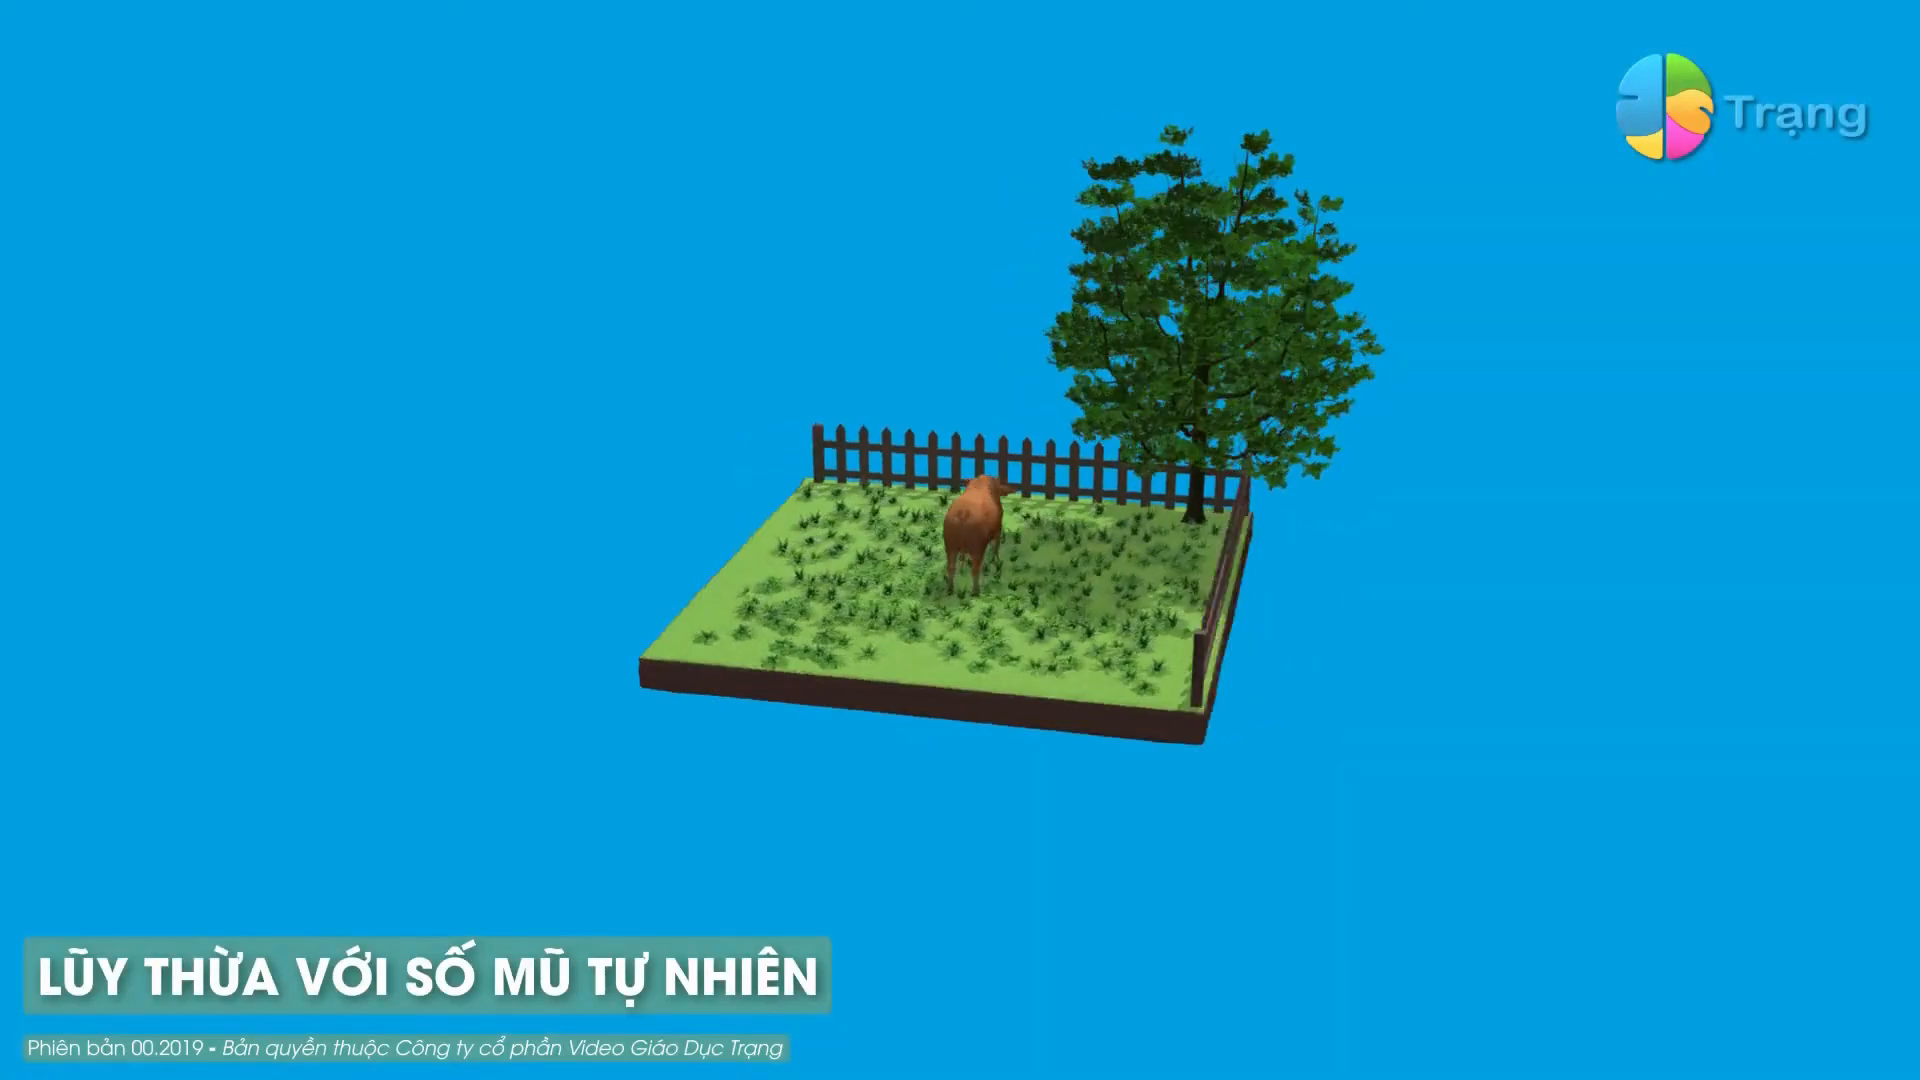 Trạng
LŨY THỪA VỚI SỐ MŨ TỰ NHIÊN
Phiên bản 00.2019 - Bản quyền thuộc Công ty cổ phần Video Giáo Dục Trạng